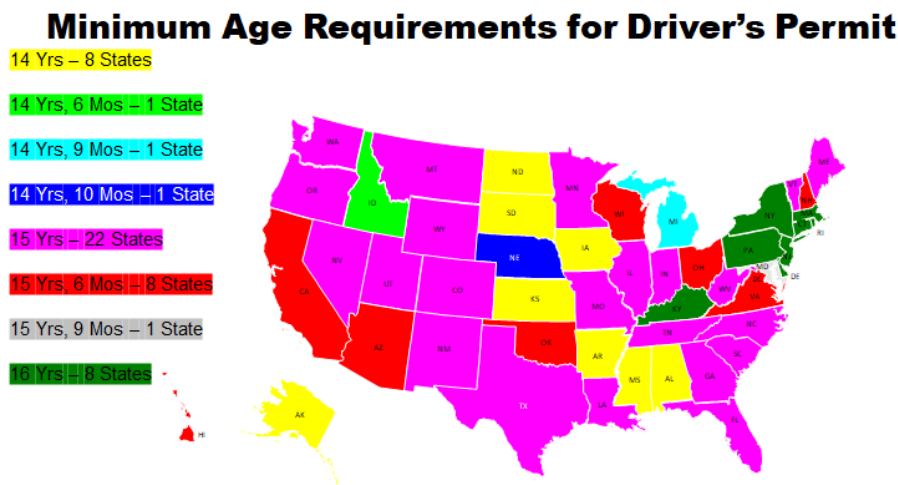 Minimum Age Requirements for Driver's Permit
14 Yrs – 8 States
14 Yrs, 6 Mos – 1 State
14 Yrs, 9 Mos – 1 State
14 Yrs, 10 Mos – 1 State
15 Yrs – 22 States
15 Yrs, 6 Mos – 8 States
15 Yrs, 9 Mos – 1 State
16 Yrs – 8 States
WA
MT
ND
MN
ME
VT
NH
OR
ID
SD
WI
MI
NY
MA
RI
WY
IA
PA
NE
NV
UT
CO
IL
IN
OH
MD
DE
CA
KS
MO
WV
VA
KY
AZ
NM
OK
AR
TN
NC
SC
MS
AL
GA
TX
LA
FL
AK
HI